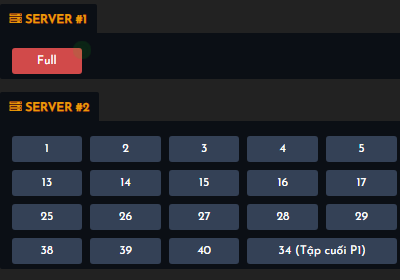 SERVER #1
Full
SERVER #2
1 2 3 4 5
13 14 15 16 17
25 26 27 28 29
38 39 40 34 (Tập cuối P1)